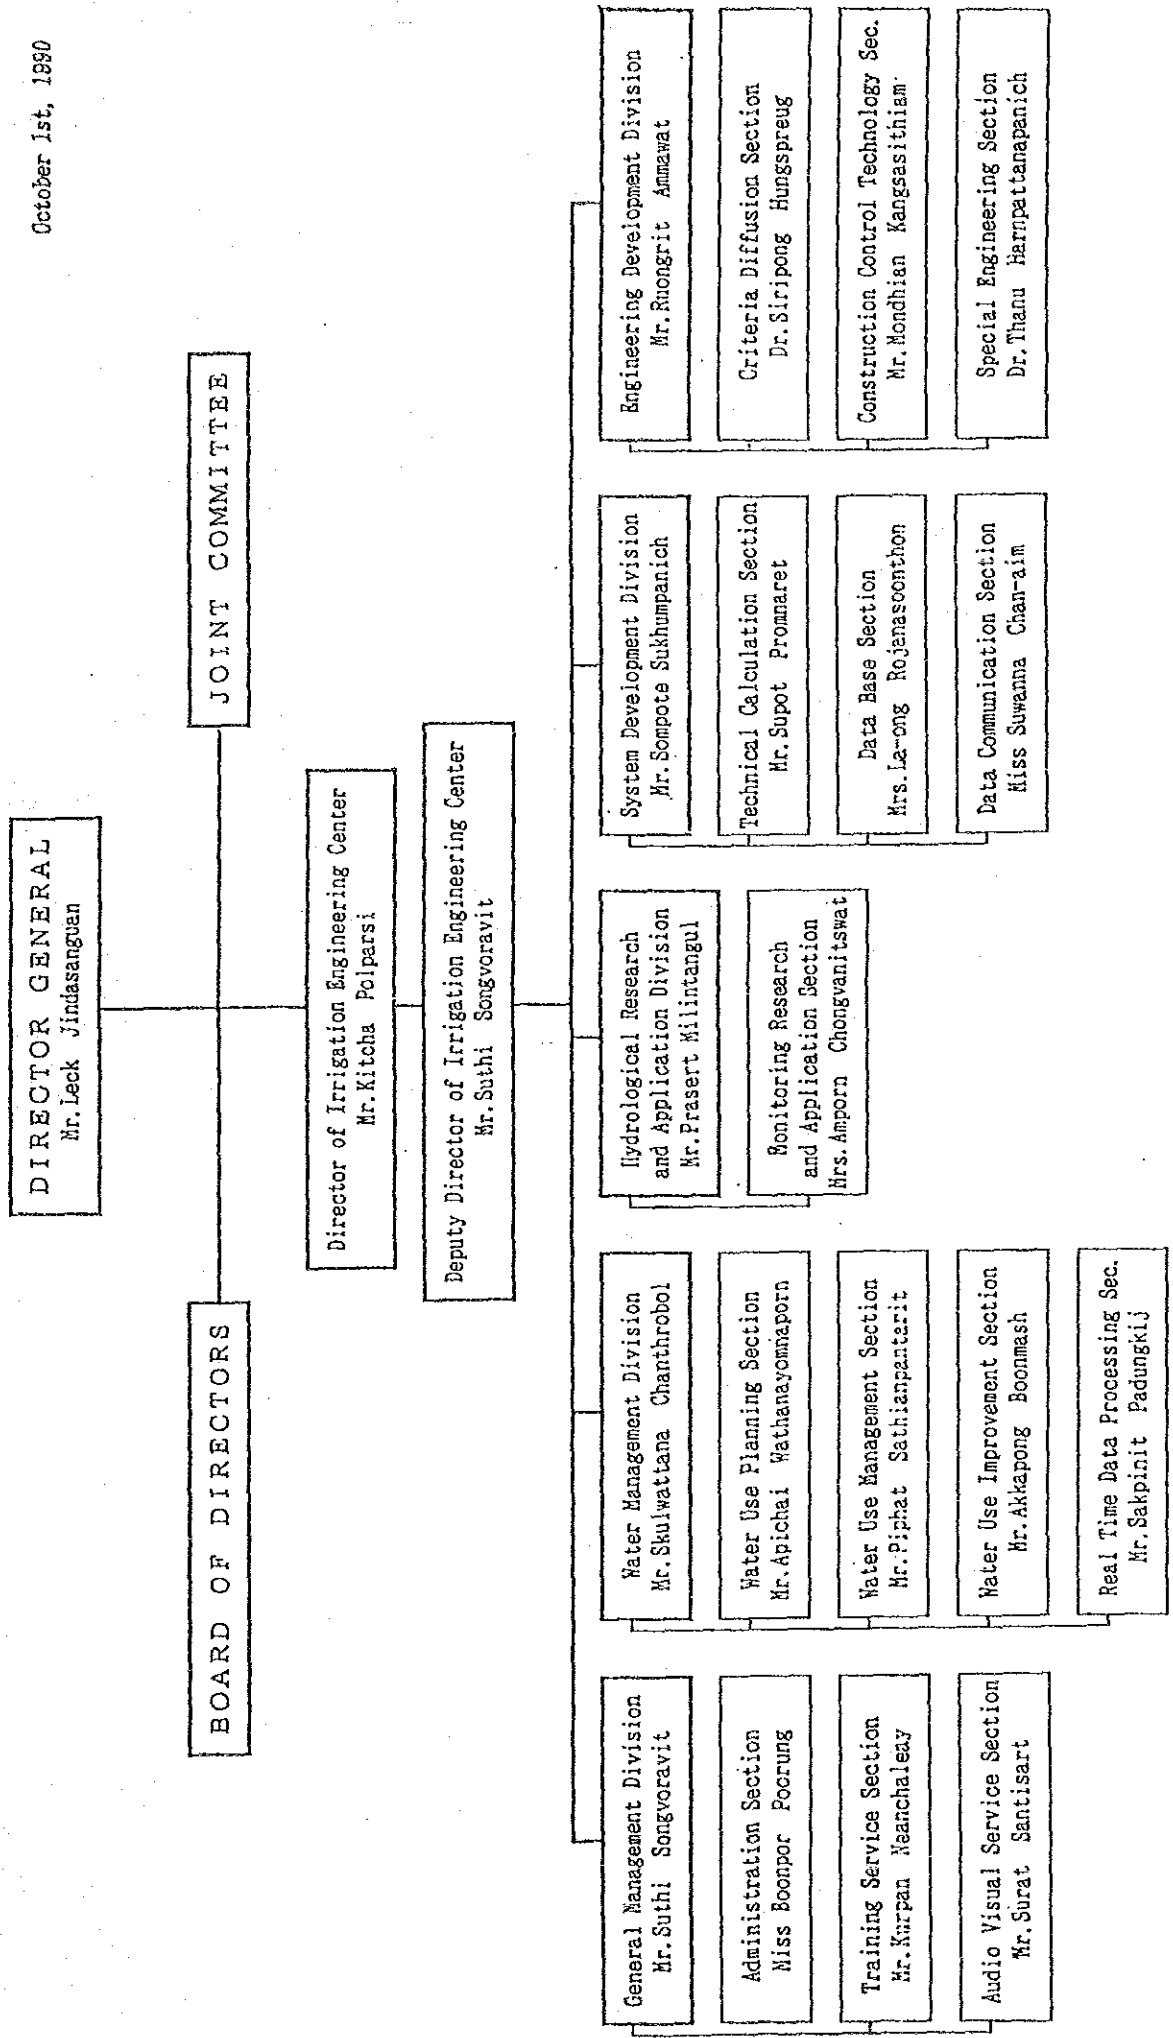 October 1st, 1990
DIRECTOR GENERAL
Mr.Leck Jindasanguan
BOARD OF DIRECTORS
JOINT COMMITTEE
Director of Irrigation Engineering Center
Mr.Kitcha Polparsi
Deputy Director of Irrigation Engineering Center
Mr.Suthi Songvoravit
General Management Division
Mr.Suthi Songvoravit
Administration Section
Miss Boonpor Pocrung
Training Service Section
Mr.Kurpan Neanchaleay
Audio Visual Service Section
Mr.Surat Santisart
Water Management Division
Mr.Skulwattana Chanthrobol
Water Use Planning Section
Mr.Apichai Wathanayomnaporn
Water Use Management Section
Mr.Piphat Sathianpantarit
Water Use Improvement Section
Mr.Akkapong Boonmash
Real Time Data Processing Sec.
Mr.Sakpinit Padungkij
Hydrological Research
and Application Division
Mr.Prasert Milintangul
Monitoring Research
and Application Section
Mrs.Amporn Chongvanitswat
System Development Division
Mr.Sompote Sukhumpanich
Technical Calculation Section
Mr.Supot Promnaret
Data Base Section
Mrs.La-ong Rojanasoonthon
Data Communication Section
Miss Suwanna Chan-aim
Engineering Development Division
Mr.Ruongrit Ammawat
Criteria Diffusion Section
Dr.Siripong Hungspreug
Construction Control Technology Sec.
Mr.Mondhian Kangsasithiam
Special Engineering Section
Dr.Thanu Harnpattanapanich